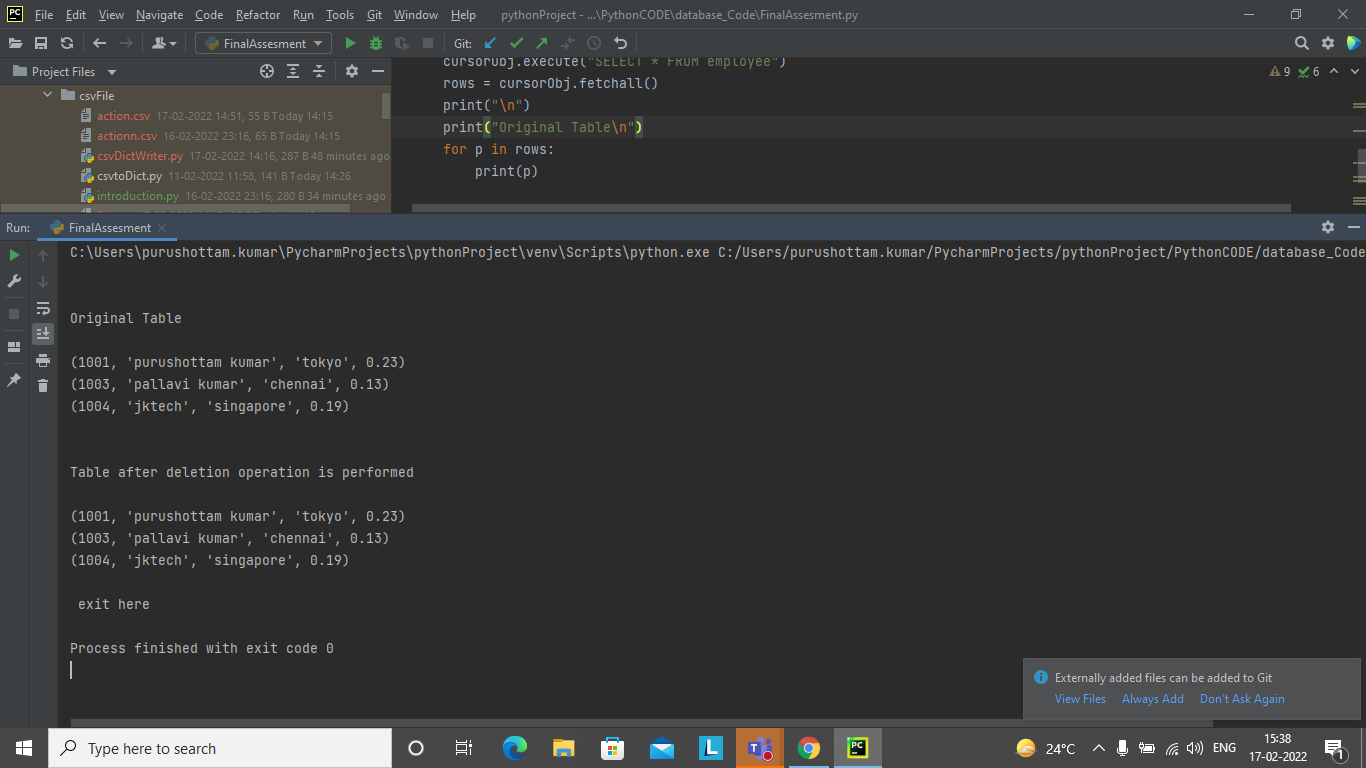 PC File Edit View Navigate Code Refactor Run Tools Git Window Help pythonProject - ...\PythonCODE\database_Code\FinalAssesment.py
FinalAssesment Git:
Project Files
csvFile
action.csv 17-02-2022 14:51, 55 B Today 14:15
actionn.csv 16-02-2022 23:16, 65 B Today 14:15
csvDictWriter.py 17-02-2022 14:16, 287 B 48 minutes ago
csvtoDict.py 11-02-2022 11:58, 141 B Today 14:26
introduction.py 16-02-2022 23:16, 280 B 34 minutes ago
cursorObj.execute("SELECT * FROM employee")
rows = cursorObj.fetchall()
print("\n")
print("Original Table\n")
for p in rows:
print(p)
9 6
Run: FinalAssesment
C:\Users\purushottam.kumar\PycharmProjects\pythonProject\venv\Scripts\python.exe C:/Users/purushottam.kumar/PycharmProjects/pythonProject/PythonCODE/database_Code
Original Table
(1001, 'purushottam kumar', 'tokyo', 0.23)
(1003, 'pallavi kumar', 'chennai', 0.13)
(1004, 'jktech', 'singapore', 0.19)
Table after deletion operation is performed
(1001, 'purushottam kumar', 'tokyo', 0.23)
(1003, 'pallavi kumar', 'chennai', 0.13)
(1004, 'jktech', 'singapore', 0.19)
exit here
Process finished with exit code 0
Externally added files can be added to Git
View Files Always Add Don't Ask Again
Type here to search
L
PC
24°C
ENG
15:38
17-02-2022
1